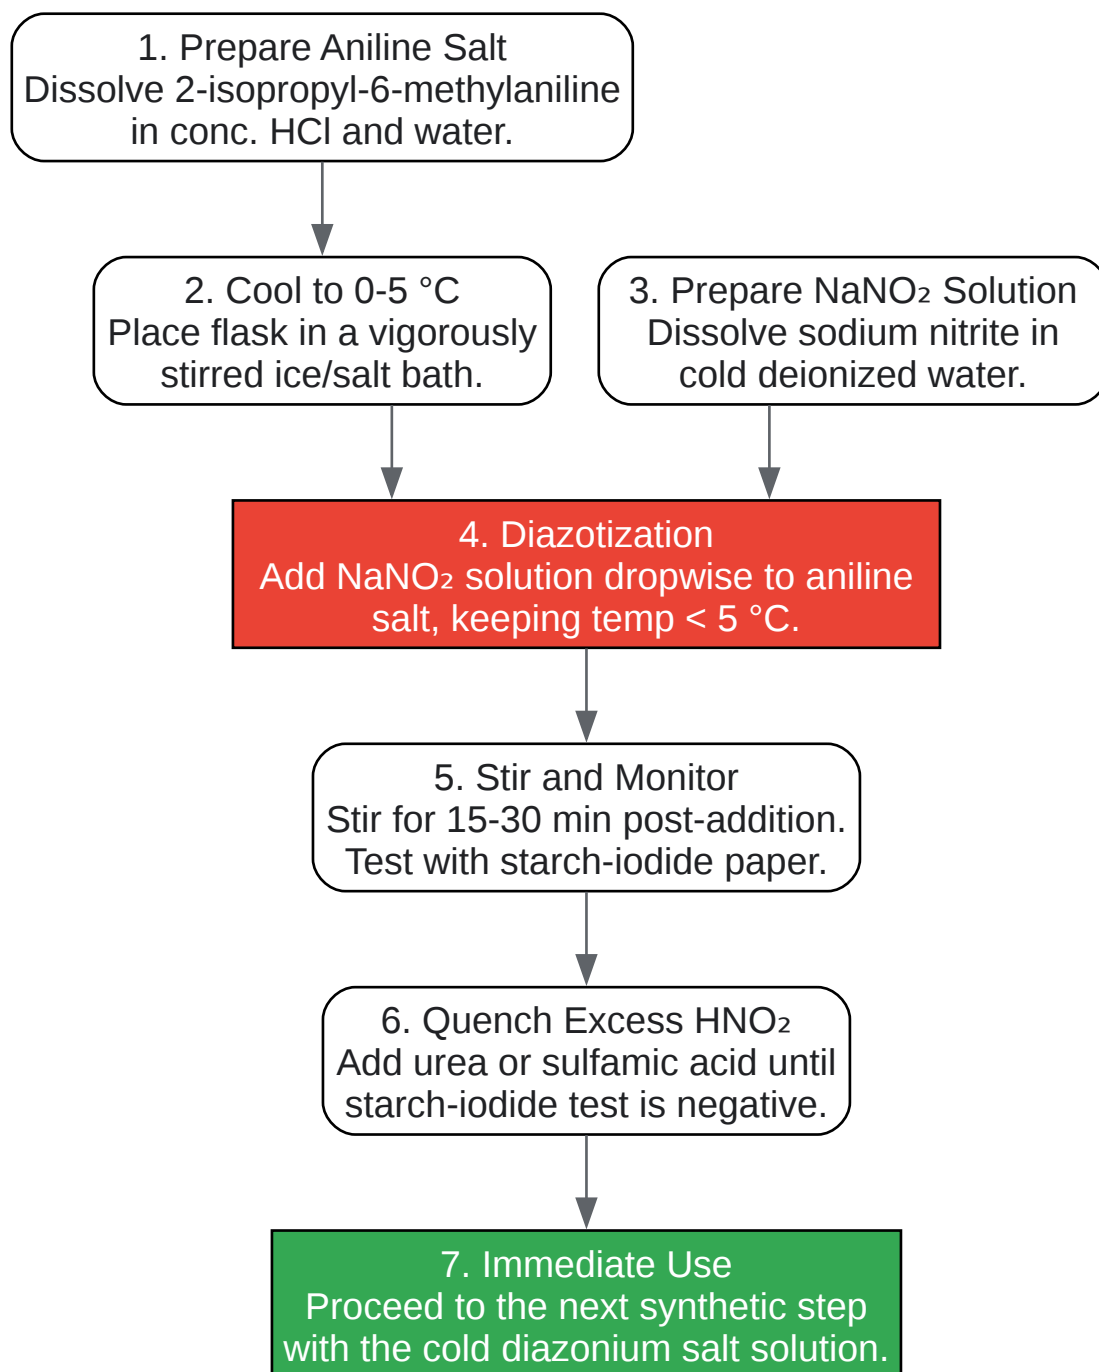 1. Prepare Aniline Salt
Dissolve 2-isopropyl-6-methylaniline
in conc. HCl and water.
2. Cool to 0-5 °C
Place flask in a vigorously
stirred ice/salt bath.
3. Prepare NaNO₂ Solution
Dissolve sodium nitrite in
cold deionized water.
4. Diazotization
Add NaNO₂ solution dropwise to aniline
salt, keeping temp < 5 °C.
5. Stir and Monitor
Stir for 15-30 min post-addition.
Test with starch-iodide paper.
6. Quench Excess HNO₂
Add urea or sulfamic acid until
starch-iodide test is negative.
7. Immediate Use
Proceed to the next synthetic step
with the cold diazonium salt solution.